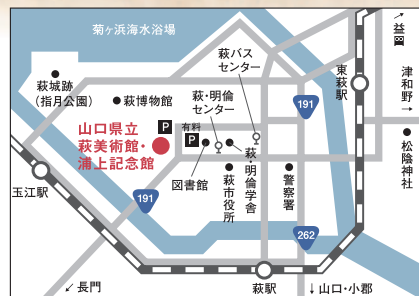 菊ヶ浜海水浴場
↗益田
萩バス
センター
東萩駅
津和野→
萩城跡
(指月公園)
萩博物館
萩・明倫
センター
191
松陰神社
山口県立
萩美術館・
浦上記念館
P
有料
P
図書館
萩・明倫学舎
萩市役所
警察署
玉江駅
191
262
↙長門
萩駅
↓山口・小郡